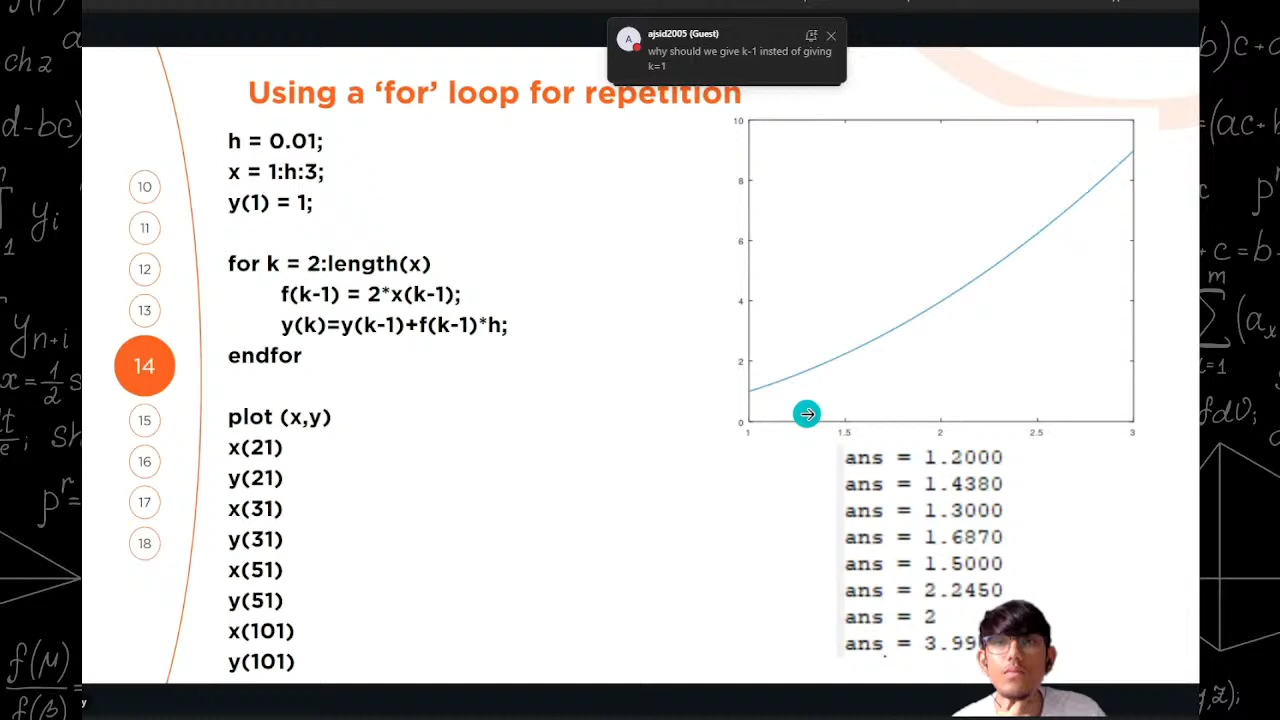 A
ajsid2005 (Guest)
why should we give k-1 insted of giving
k=1
Using a ‘for’ loop for repetition
h = 0.01;
x = 1:h:3;
y(1) = 1;
for k = 2:length(x)
f(k-1) = 2*x(k-1);
y(k)=y(k-1)+f(k-1)*h;
endfor
plot (x,y)
x(21)
y(21)
x(31)
y(31)
x(51)
y(51)
x(101)
y(101)
10
11
12
13
14
15
16
17
18
10
8
6
4
2
0
1
1.5
2
2.5
3
ans = 1.2000
ans = 1.4380
ans = 1.3000
ans = 1.6870
ans = 1.5000
ans = 2.2450
ans = 2
ans = 3.99